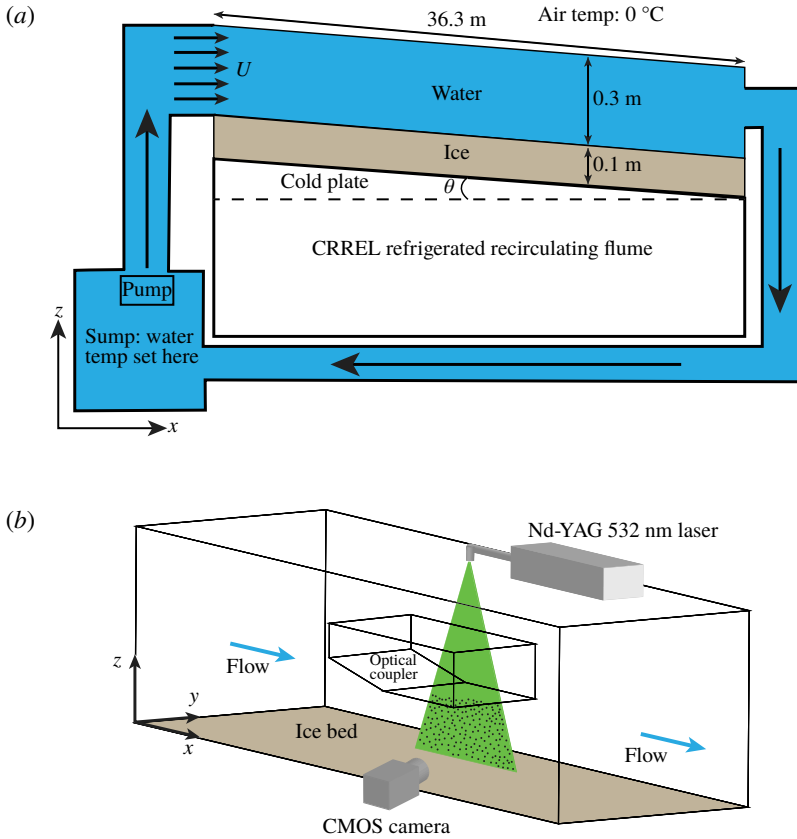 (a)
36.3 m
Air temp: 0 °C
U
Water
0.3 m
Ice
0.1 m
Cold plate
θ
CRREL refrigerated recirculating flume
Pump
z
Sump: water
temp set here
x
(b)
Nd-YAG 532 nm laser
Optical
coupler
Flow
z
y
x
Ice bed
Flow
CMOS camera